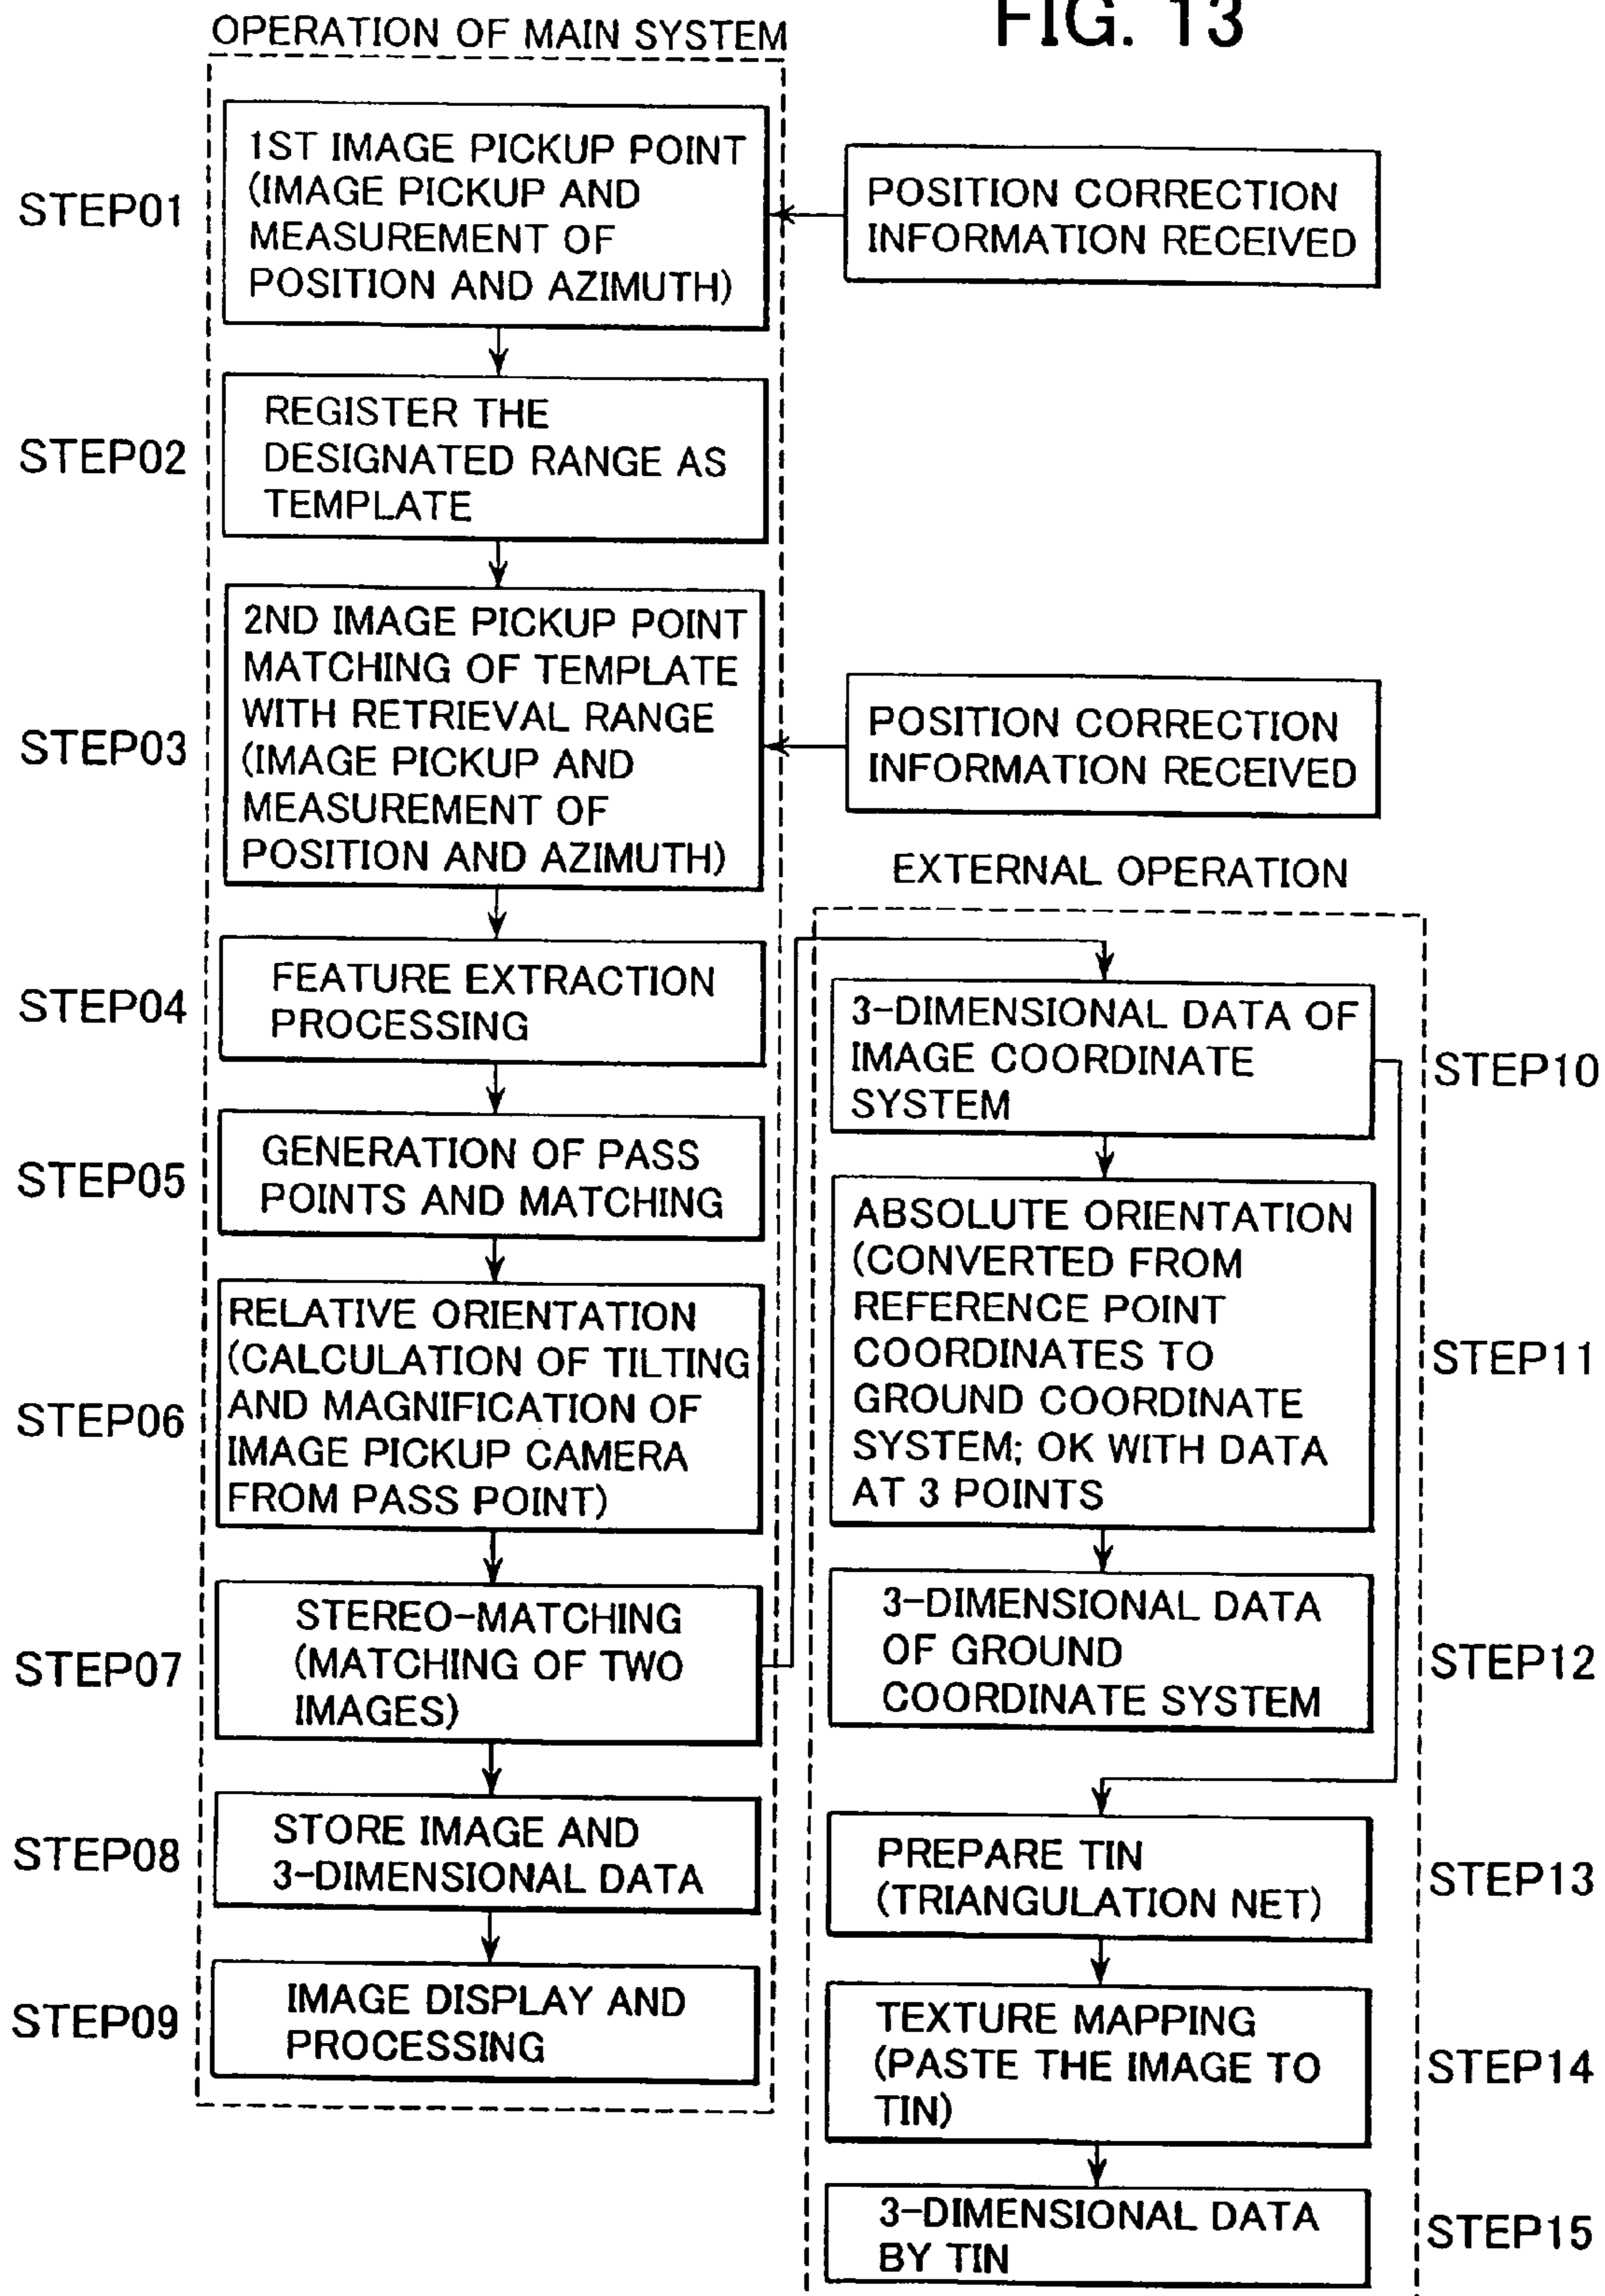 FIG. 13
OPERATION OF MAIN SYSTEM
STEP01
1ST IMAGE PICKUP POINT
(IMAGE PICKUP AND
MEASUREMENT OF
POSITION AND AZIMUTH)
POSITION CORRECTION
INFORMATION RECEIVED
STEP02
REGISTER THE
DESIGNATED RANGE AS
TEMPLATE
STEP03
2ND IMAGE PICKUP POINT
MATCHING OF TEMPLATE
WITH RETRIEVAL RANGE
(IMAGE PICKUP AND
MEASUREMENT OF
POSITION AND AZIMUTH)
POSITION CORRECTION
INFORMATION RECEIVED
STEP04
FEATURE EXTRACTION
PROCESSING
STEP05
GENERATION OF PASS
POINTS AND MATCHING
STEP06
RELATIVE ORIENTATION
(CALCULATION OF TILTING
AND MAGNIFICATION OF
IMAGE PICKUP CAMERA
FROM PASS POINT)
STEP07
STEREO-MATCHING
(MATCHING OF TWO
IMAGES)
STEP08
STORE IMAGE AND
3-DIMENSIONAL DATA
STEP09
IMAGE DISPLAY AND
PROCESSING
EXTERNAL OPERATION
3-DIMENSIONAL DATA OF
IMAGE COORDINATE
SYSTEM
STEP10
ABSOLUTE ORIENTATION
(CONVERTED FROM
REFERENCE POINT
COORDINATES TO
GROUND COORDINATE
SYSTEM; OK WITH DATA
AT 3 POINTS
STEP11
3-DIMENSIONAL DATA
OF GROUND
COORDINATE SYSTEM
STEP12
PREPARE TIN
(TRIANGULATION NET)
STEP13
TEXTURE MAPPING
(PASTE THE IMAGE TO
TIN)
STEP14
3-DIMENSIONAL DATA
BY TIN
STEP15